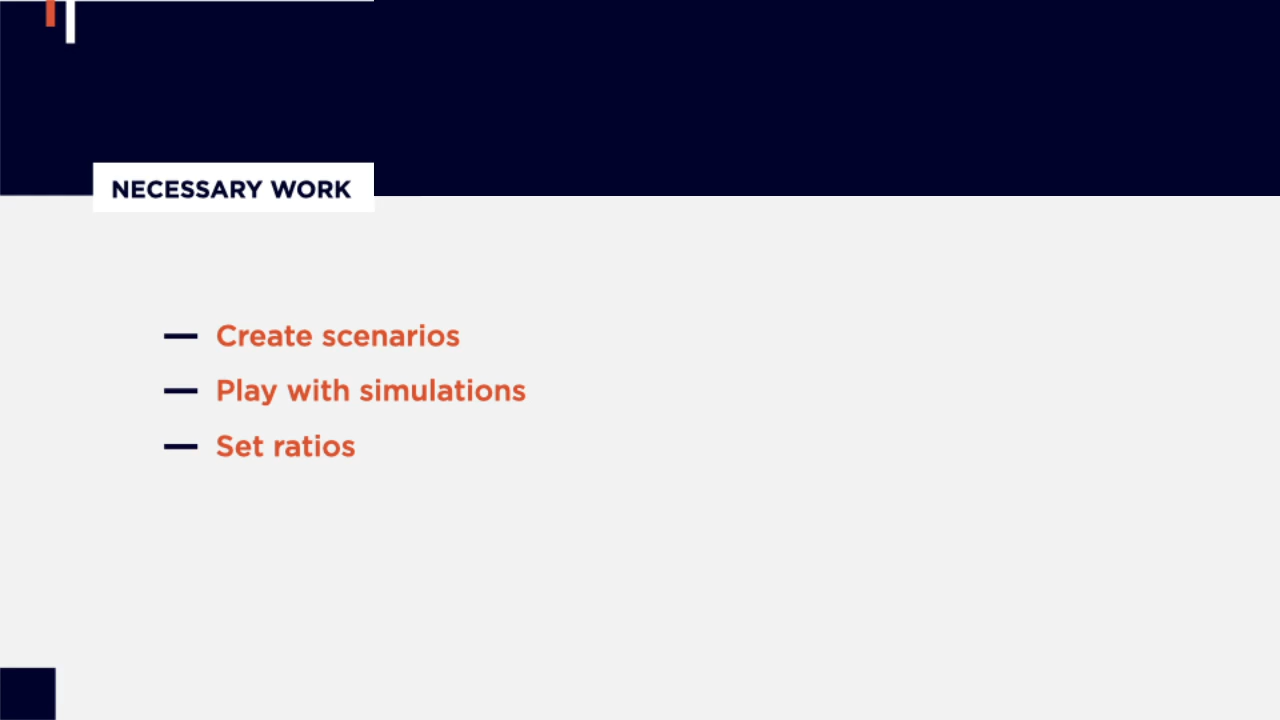 NECESSARY WORK
Create scenarios
Play with simulations
Set ratios